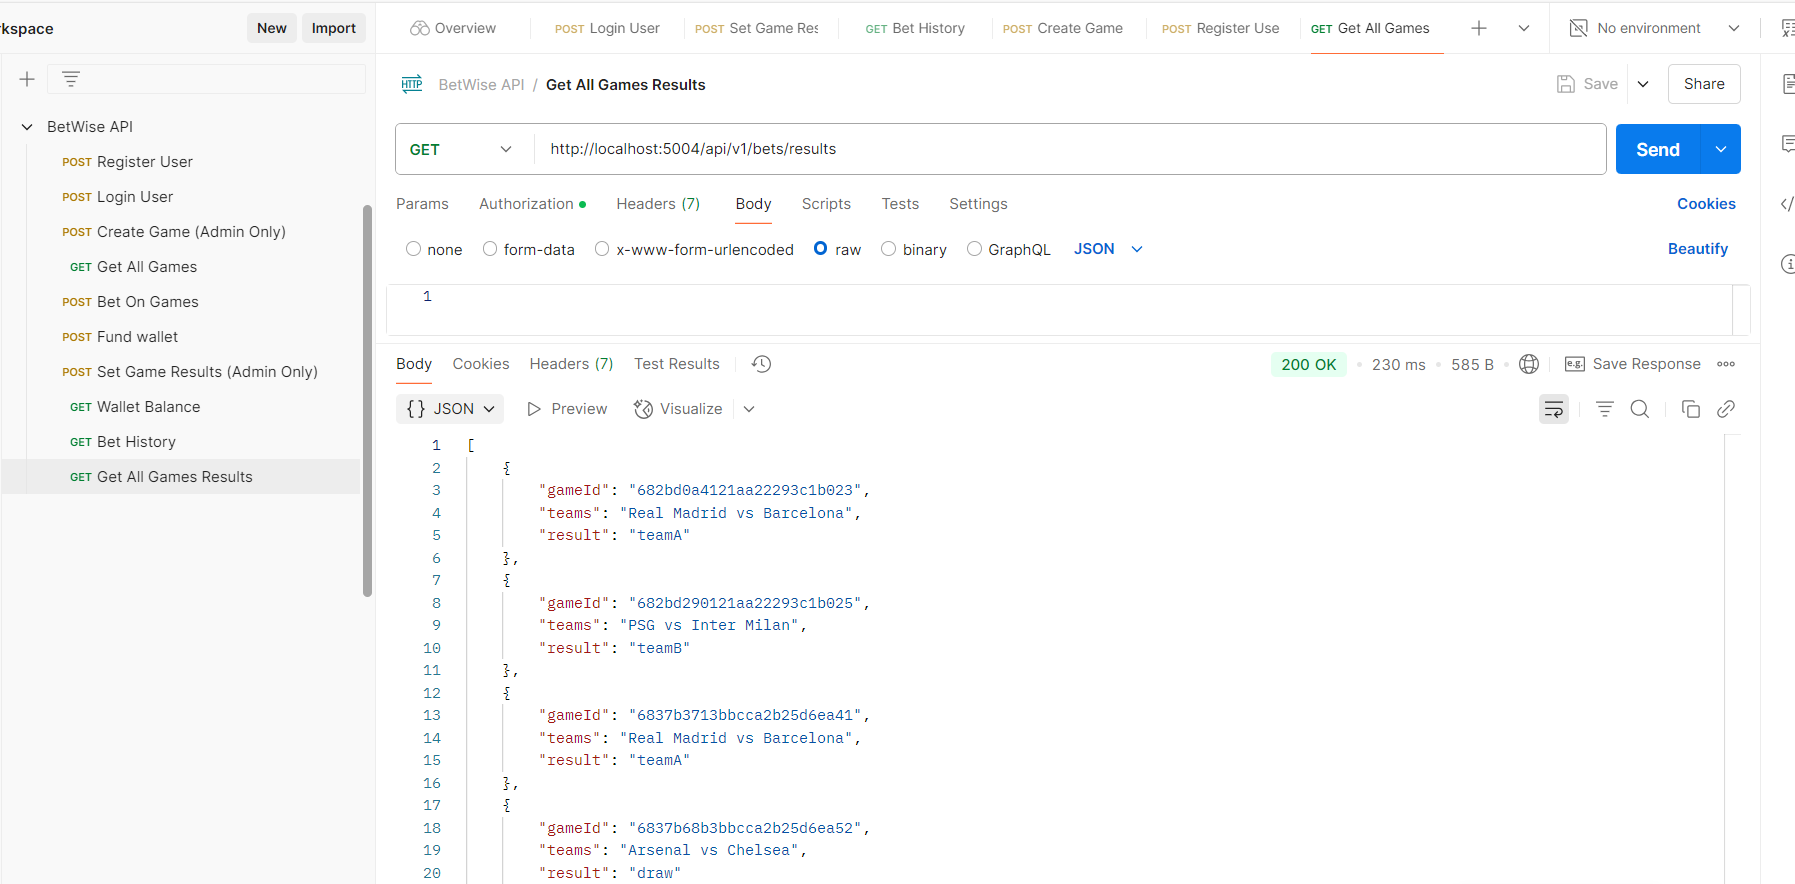 rkspace
New
Import
Overview
POST Login User
POST Set Game Res
GET Bet History
POST Create Game
POST Register Use
GET Get All Games
No environment
HTTP
BetWise API / Get All Games Results
Save
Share
BetWise API
POST Register User
POST Login User
POST Create Game (Admin Only)
GET Get All Games
POST Bet On Games
POST Fund wallet
POST Set Game Results (Admin Only)
GET Wallet Balance
GET Bet History
GET Get All Games Results
GET
http://localhost:5004/api/v1/bets/results
Send
Params
Authorization
Headers (7)
Body
Scripts
Tests
Settings
Cookies
none
form-data
x-www-form-urlencoded
raw
binary
GraphQL
JSON
Beautify
1
Body
Cookies
Headers (7)
Test Results
200 OK
230 ms
585 B
e.g.
Save Response
{} JSON
Preview
Visualize
1 [
2 {
3 "gameId": "682bd0a4121aa22293c1b023",
4 "teams": "Real Madrid vs Barcelona",
5 "result": "teamA"
6 },
7 {
8 "gameId": "682bd290121aa22293c1b025",
9 "teams": "PSG vs Inter Milan",
10 "result": "teamB"
11 },
12 {
13 "gameId": "6837b3713bbcca2b25d6ea41",
14 "teams": "Real Madrid vs Barcelona",
15 "result": "teamA"
16 },
17 {
18 "gameId": "6837b68b3bbcca2b25d6ea52",
19 "teams": "Arsenal vs Chelsea",
20 "result": "draw"